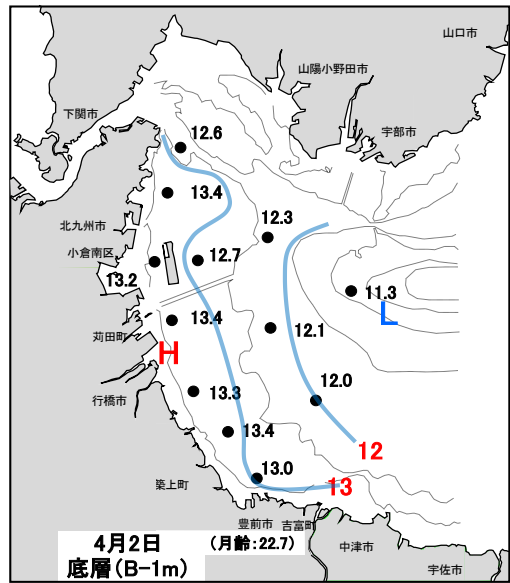 山口市
山陽小野田市
下関市
宇部市
12.6
13.4
北九州市
小倉南区
12.3
12.7
13.2
11.3
L
13.4
12.1
苅田町
H
行橋市
13.3
12.0
13.4
12
13.0
築上町
13
豊前市
吉富町
4月2日 (月齢:22.7)
底層(B-1m)
中津市
宇佐市